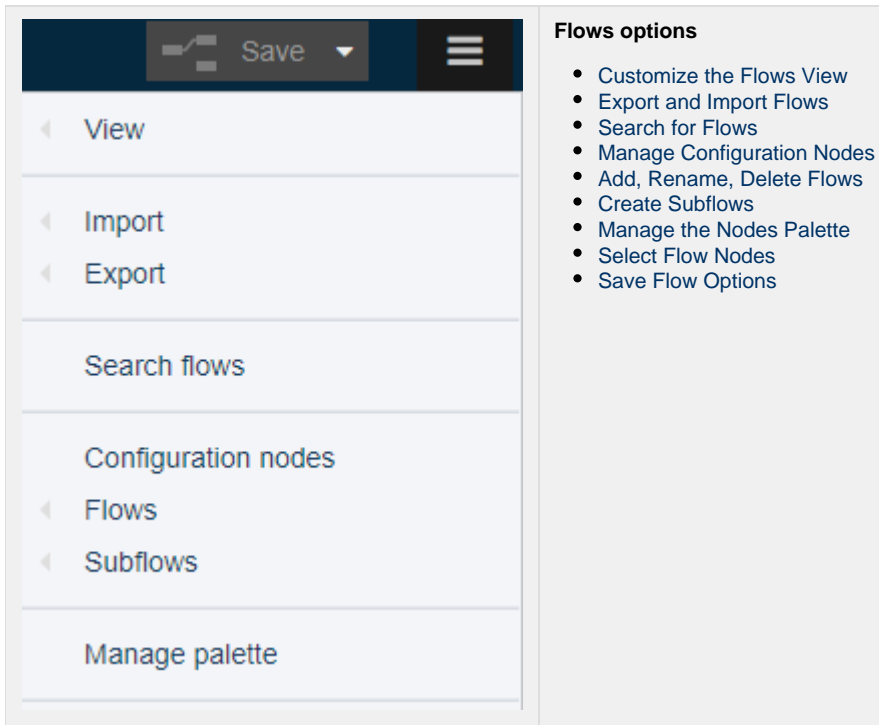 Save
View
Import
Export
Search flows
Configuration nodes
Flows
Subflows
Manage palette
Flows options
Customize the Flows View
Export and Import Flows
Search for Flows
Manage Configuration Nodes
Add, Rename, Delete Flows
Create Subflows
Manage the Nodes Palette
Select Flow Nodes
Save Flow Options